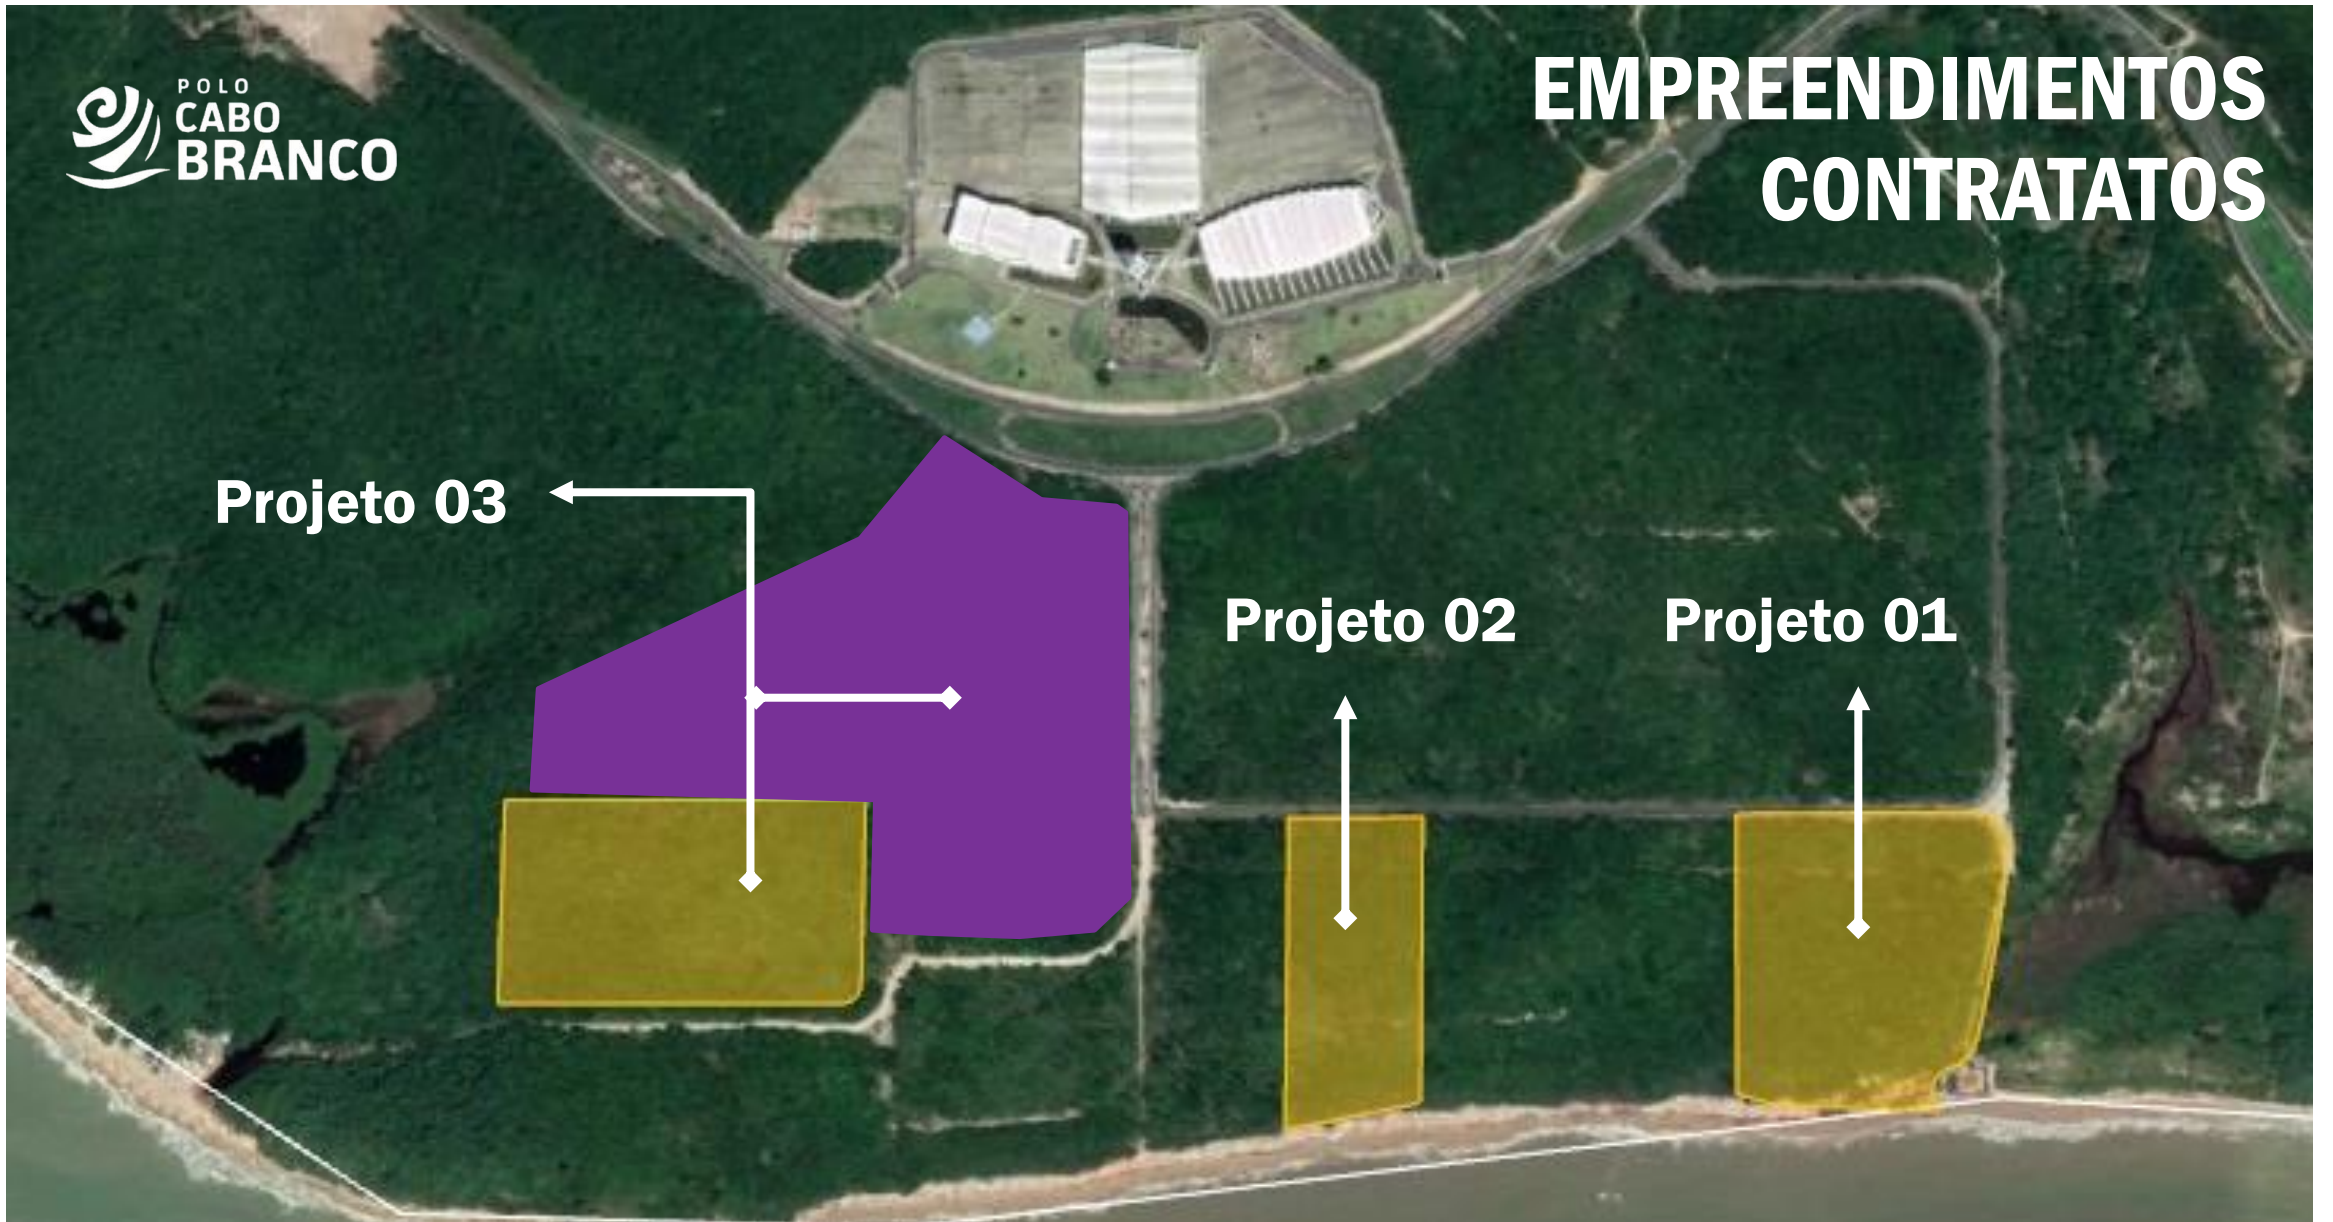 POLO
CABO
BRANCO
EMPREENDIMENTOS
CONTRATATOS
Projeto 03
Projeto 02
Projeto 01